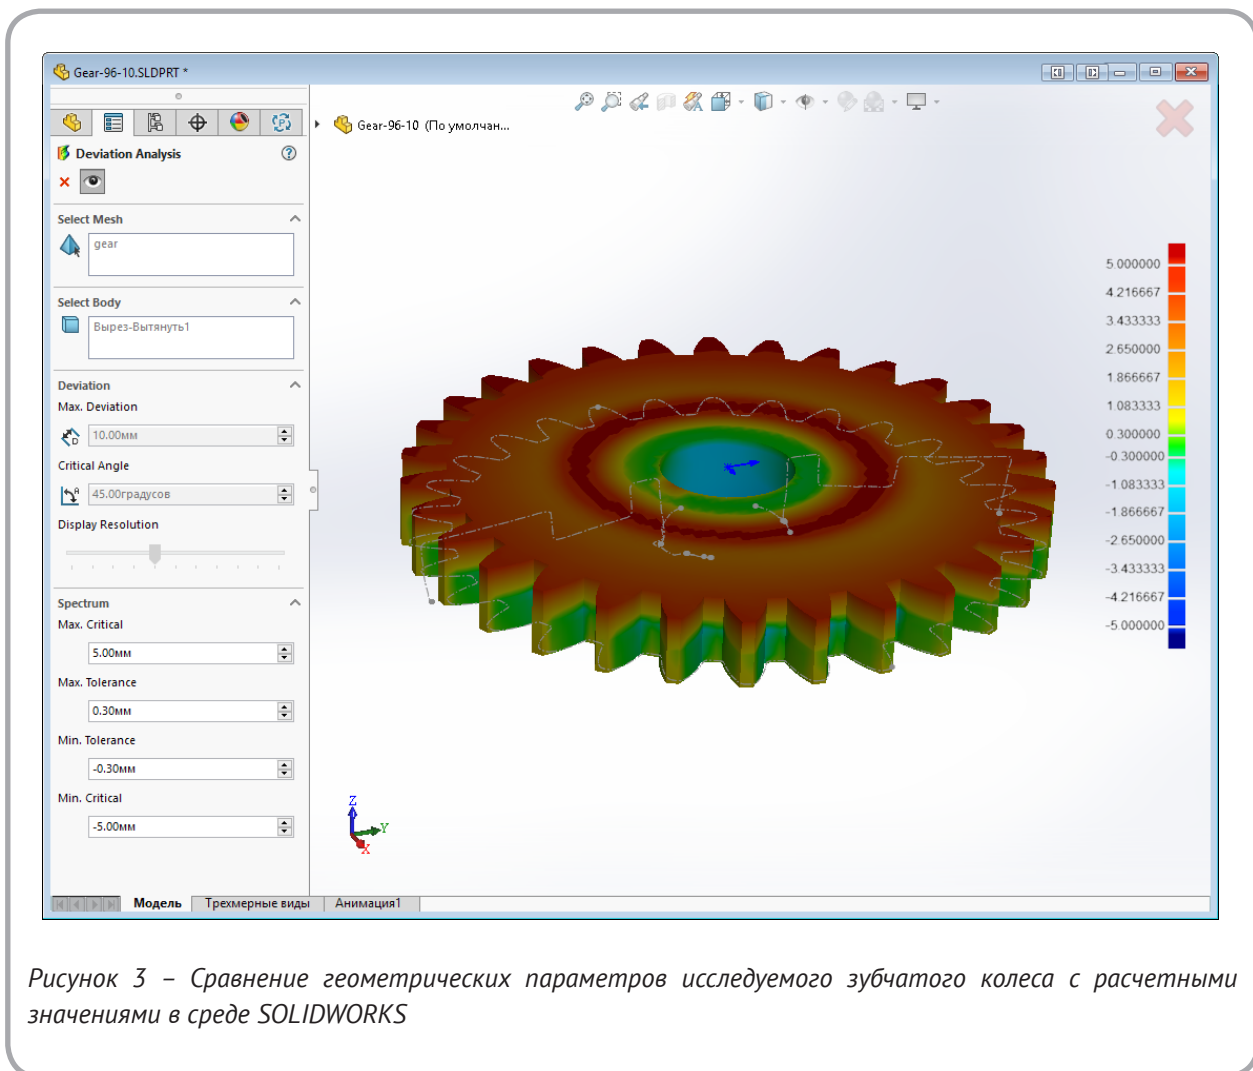 Gear-96-10.SLDPRT *
Gear-96-10 (По умолчан...
Deviation Analysis
Select Mesh
gear
Select Body
Вырез-Вытянуть1
Deviation
Max. Deviation
10.00мм
Critical Angle
45.00градусов
Display Resolution
Spectrum
Max. Critical
5.00мм
Max. Tolerance
0.30мм
Min. Tolerance
-0.30мм
Min. Critical
-5.00мм
5.000000
4.216667
3.433333
2.650000
1.866667
1.083333
0.300000
-0.300000
-1.083333
-1.866667
-2.650000
-3.433333
-4.216667
-5.000000
Z
Y
X
Модель Трехмерные виды Анимация1
Рисунок 3 – Сравнение геометрических параметров исследуемого зубчатого колеса с расчетными
значениями в среде SOLIDWORKS